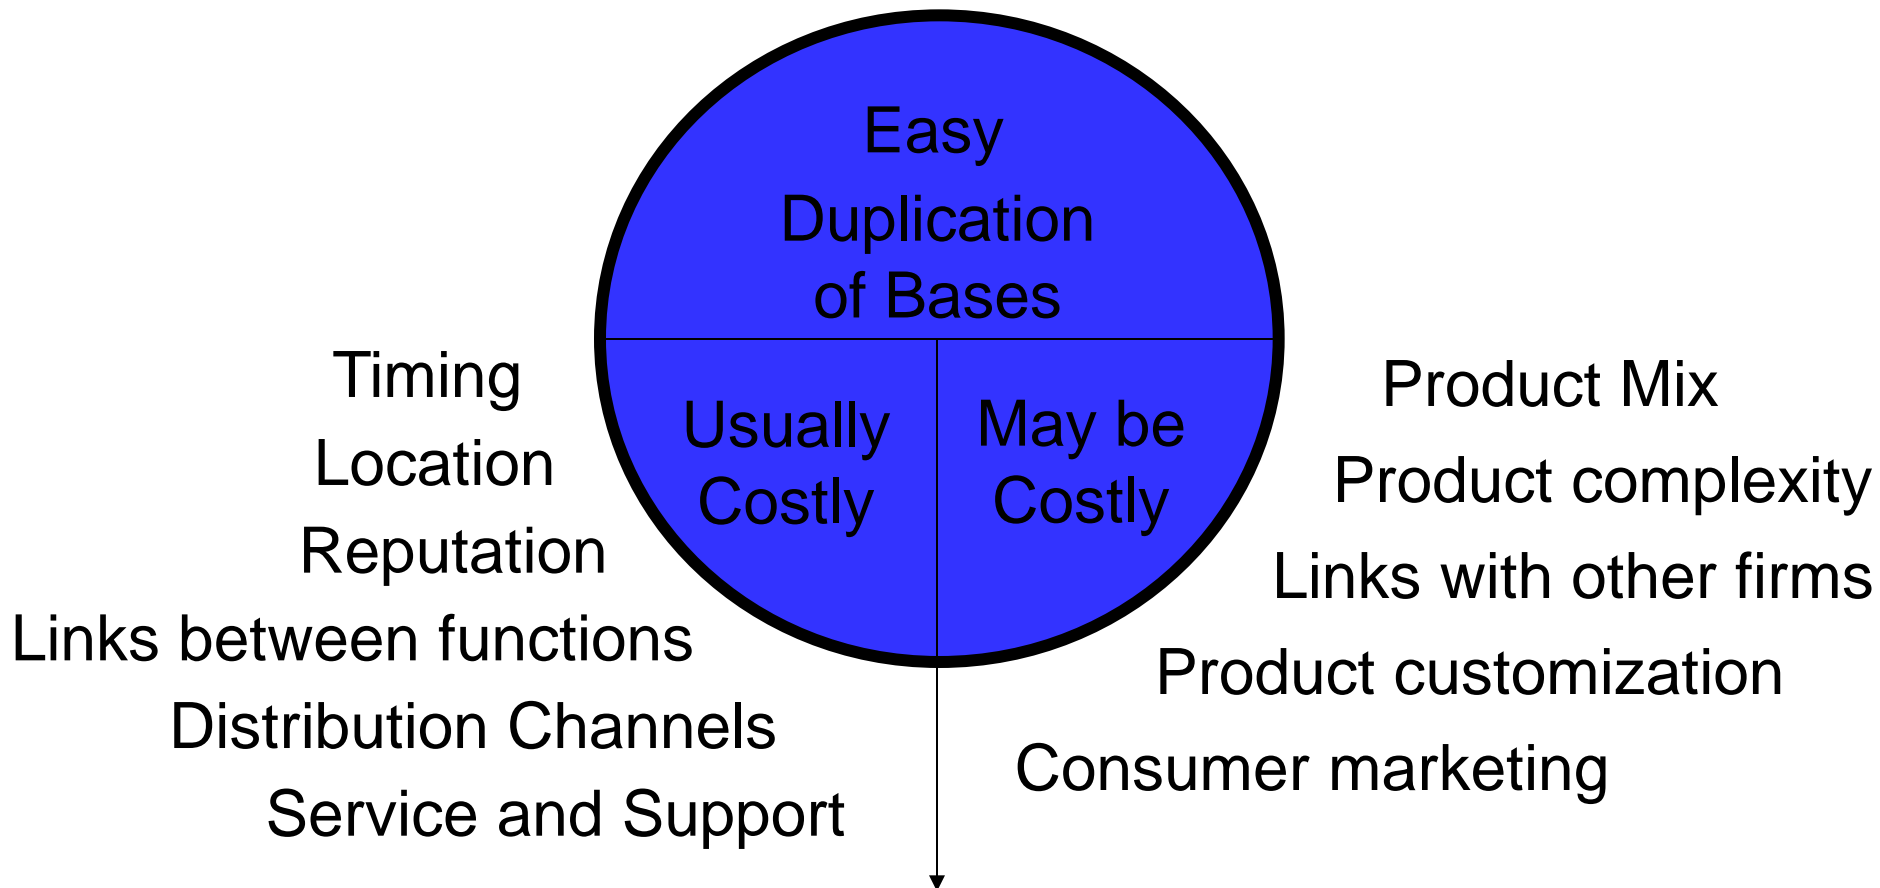 Easy
Duplication
of Bases
Usually
Costly
May be
Costly
Timing
Location
Reputation
Links between functions
Distribution Channels
Service and Support
Product Mix
Product complexity
Links with other firms
Product customization
Consumer marketing